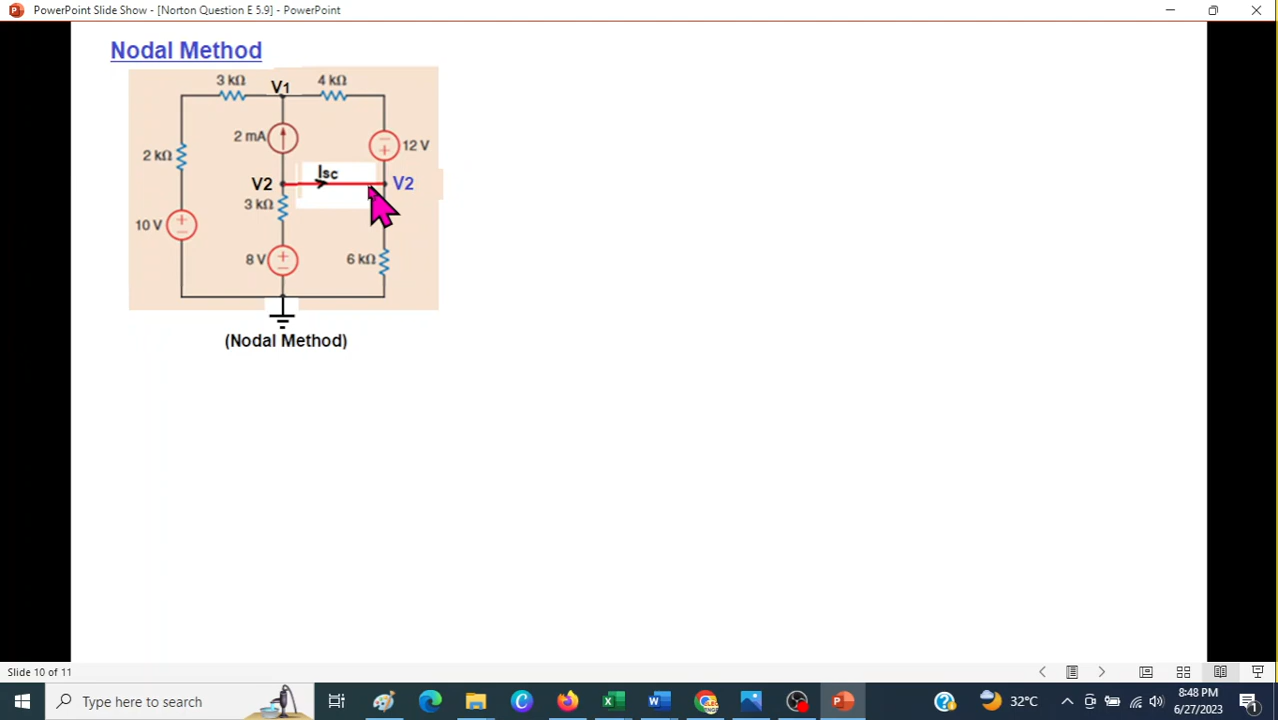 PowerPoint Slide Show - [Norton Question E 5.9] - PowerPoint
Nodal Method
3 kΩ V1 4 kΩ
2 mA 12 V
2 kΩ
Isc
V2 V2
3 kΩ
10 V
8 V 6 kΩ
(Nodal Method)
Slide 10 of 11
Type here to search
32°C
8:48 PM
6/27/2023